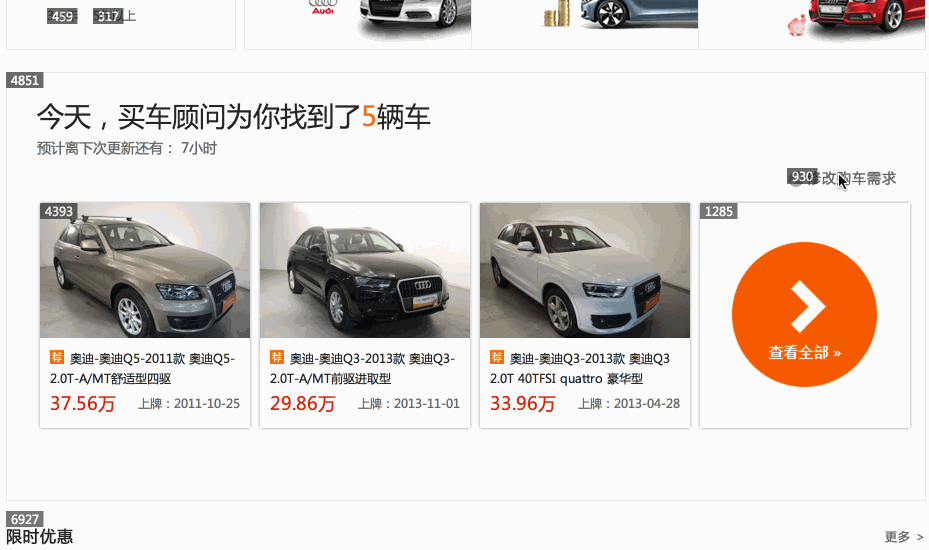 459 317 以上
Audi
4851
今天，买车顾问为你找到了5辆车
预计离下次更新还有： 7小时
930 修改购车需求
4393
1285
荐 奥迪-奥迪Q5-2011款 奥迪Q5-
2.0T-A/MT舒适型四驱
37.56万 上牌：2011-10-25
荐 奥迪-奥迪Q3-2013款 奥迪Q3-
2.0T-A/MT前驱进取型
29.86万 上牌：2013-11-01
荐 奥迪-奥迪Q3-2013款 奥迪Q3
2.0T 40TFSI quattro 豪华型
33.96万 上牌：2013-04-28
查看全部 »
6927
限时优惠
更多 >